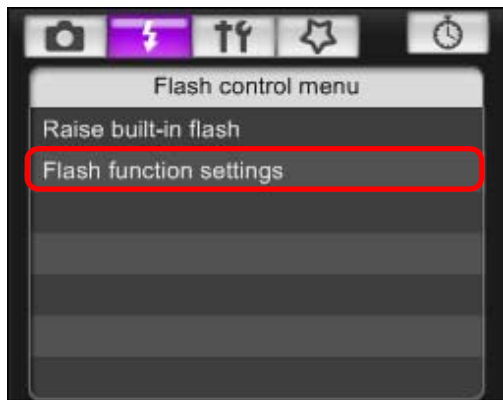 Flash control menu
Raise built-in flash
Flash function settings